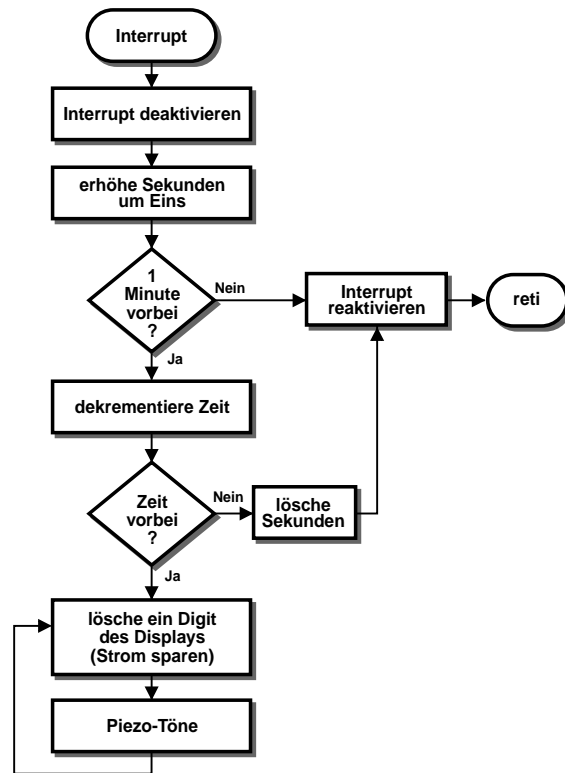 Interrupt
Interrupt deaktivieren
erhöhe Sekunden
um Eins
1
Minute
vorbei
?
Nein
Interrupt
reaktivieren
reti
Ja
dekrementiere Zeit
Zeit
vorbei
?
Nein
lösche
Sekunden
Ja
lösche ein Digit
des Displays
(Strom sparen)
Piezo-Töne